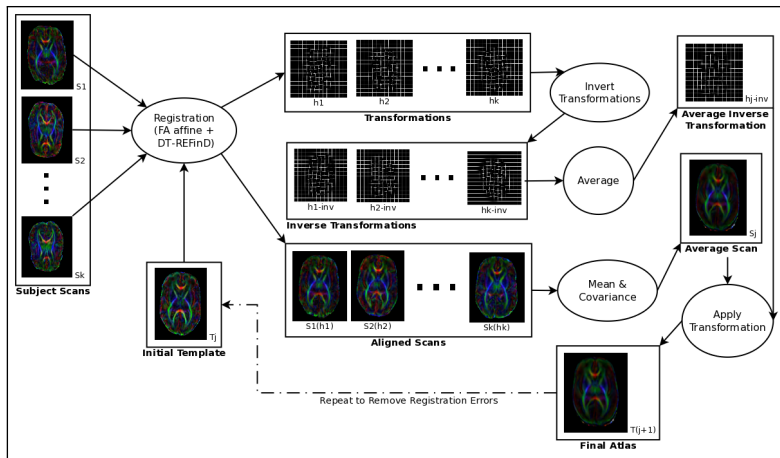 S1
S2
Sk
Subject Scans
Registration
(FA affine +
DT-REFinD)
Tj
Initial Template
h1
h2
hk
Transformations
Invert
Transformations
h1-inv
h2-inv
hk-inv
Inverse Transformations
Average
hj-inv
Average Inverse
Transformation
S1(h1)
S2(h2)
Sk(hk)
Aligned Scans
Mean &
Covariance
Sj
Average Scan
Apply
Transformation
T(j+1)
Final Atlas
Repeat to Remove Registration Errors